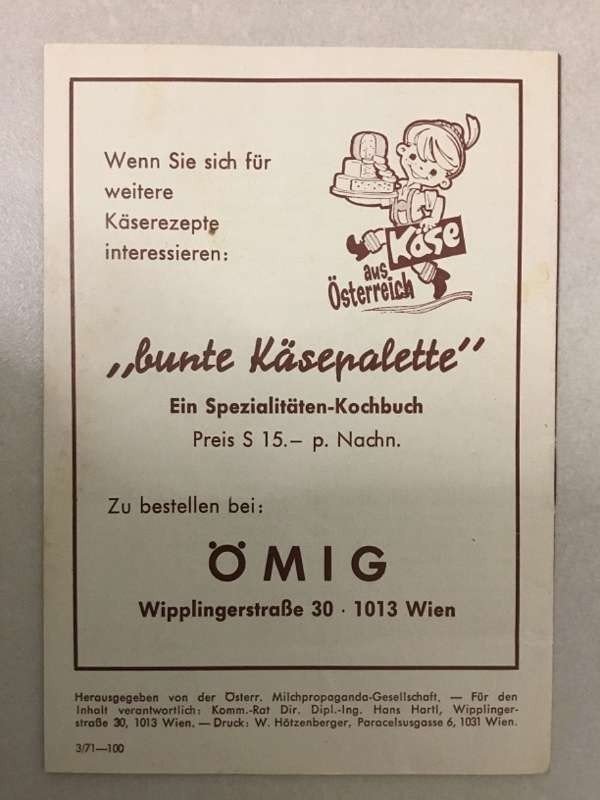 Wenn Sie sich für
weitere
Käserezepte
interessieren:
Käse
aus
Österreich
„bunte Käsepalette”
Ein Spezialitäten-Kochbuch
Preis S 15.– p. Nachn.
Zu bestellen bei:
ÖMIG
Wipplingerstraße 30 · 1013 Wien
Herausgegeben von der Österr. Milchpropaganda-Gesellschaft, — Für den
Inhalt verantwortlich: Komm.-Rat Dir. Dipl.-Ing. Hans Hartl, Wipplinger-
straße 30, 1013 Wien. — Druck: W. Hötzenberger, Paracelsusgasse 6, 1031 Wien.
3/71—100